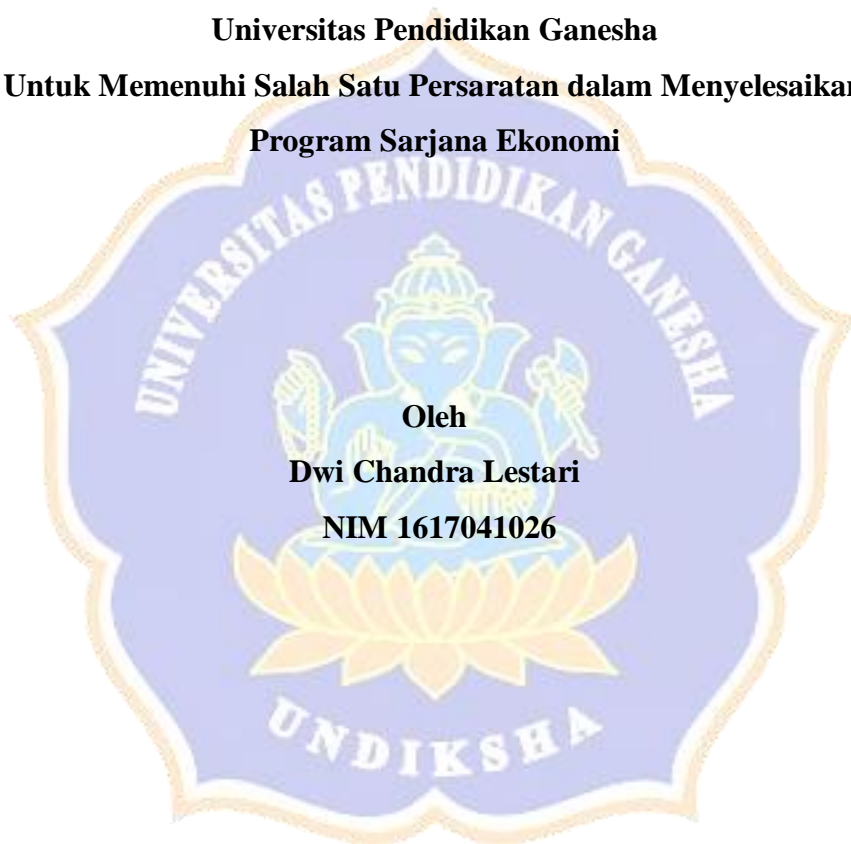 Universitas Pendidikan Ganesha
Untuk Memenuhi Salah Satu Persaratan dalam Menyelesaikan
Program Sarjana Ekonomi
UNIVERSITAS PENDIDIKAN GANESHA
Oleh
Dwi Chandra Lestari
NIM 1617041026
UNDIKSHA